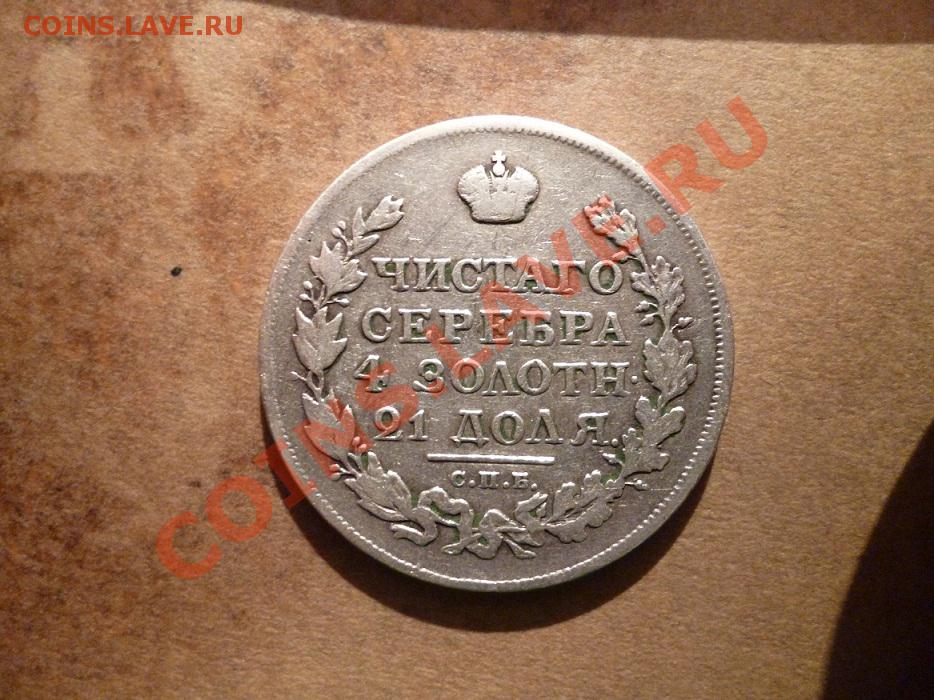 COINS.LAVE.RU
ЧИСТАГО
СЕРЕБРА
4 ЗОЛОТН·
21 ДОЛЯ.
С.П.Б.
COINS.LAVE.RU